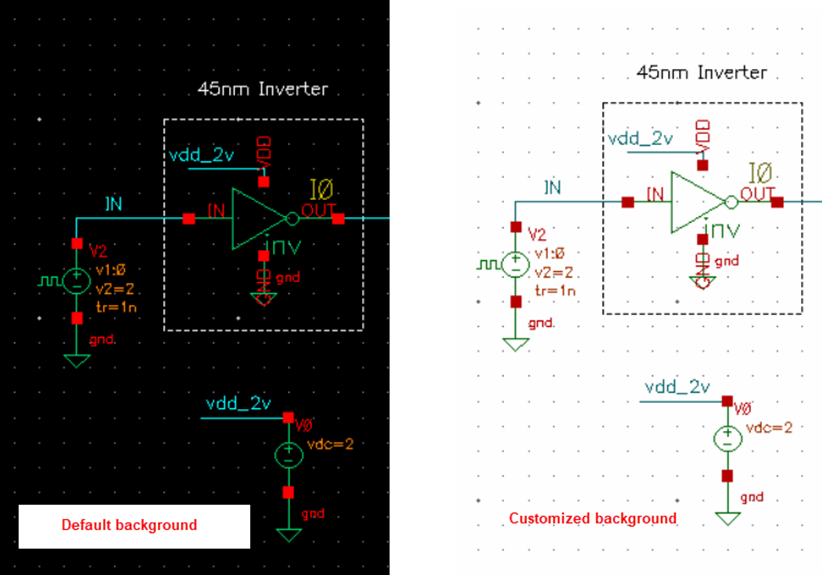 45nm Inverter
vdd_2v
VDD
IØ
IN
IN
OUT
inv
V2
v1:Ø
v2=2
tr=1n
gnd
GND
gnd
vdd_2v
VØ
vdc=2
gnd
Default background
45nm Inverter
vdd_2v
VDD
IØ
IN
IN
OUT
inv
V2
v1:Ø
v2=2
tr=1n
gnd
GND
gnd
vdd_2v
VØ
vdc=2
gnd
Customized background